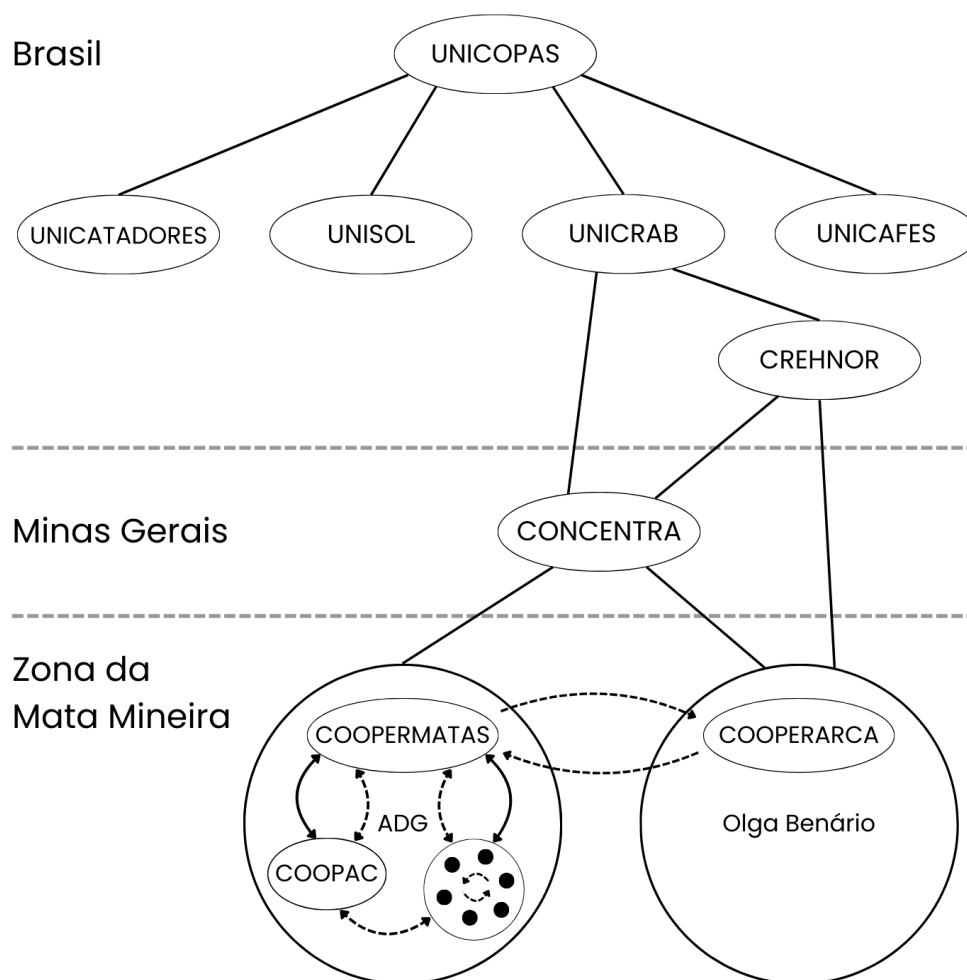 Brasil
UNICOPAS
UNICATADORES
UNISOL
UNICRAB
UNICAFES
CREHNOR
Minas Gerais
CONCENTRA
Zona da
Mata Mineira
COOPERMATAS
COOPERARCA
ADG
Olga Benário
COOPAC